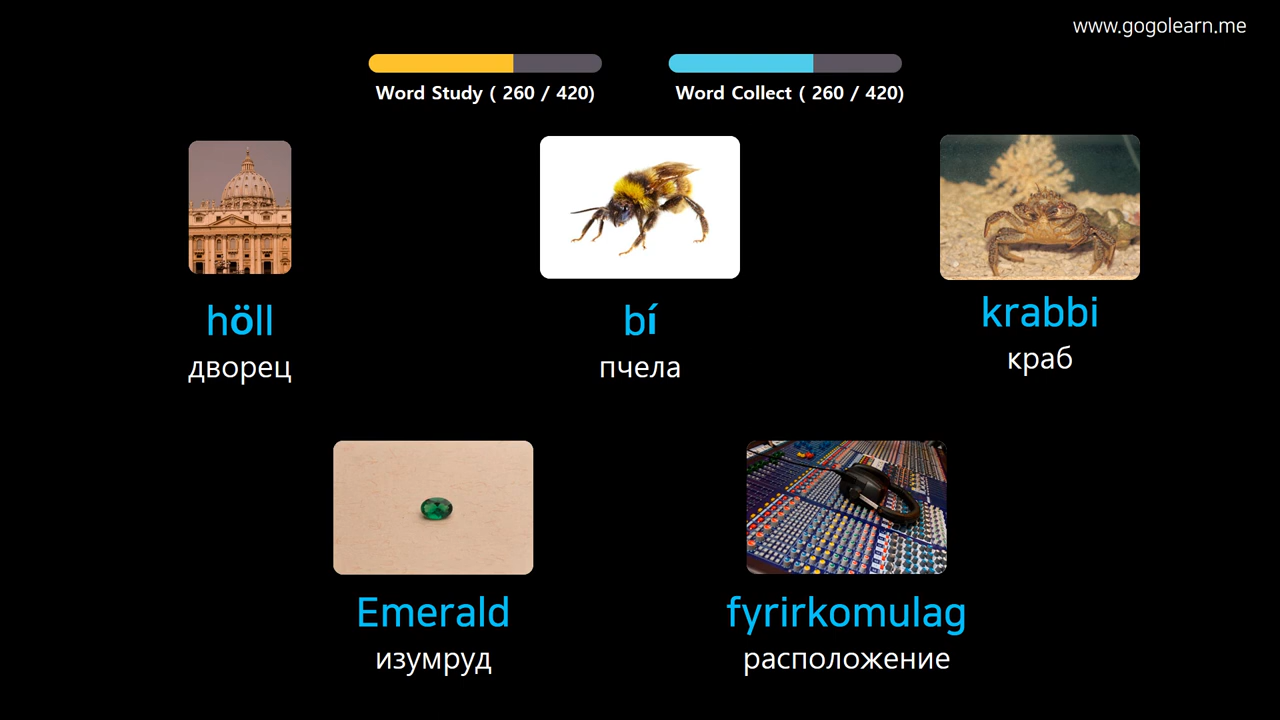 www.gogolearn.me
Word Study ( 260 / 420)
Word Collect ( 260 / 420)
höll
дворец
bí
пчела
krabbi
краб
Emerald
изумруд
fyrirkomulag
расположение